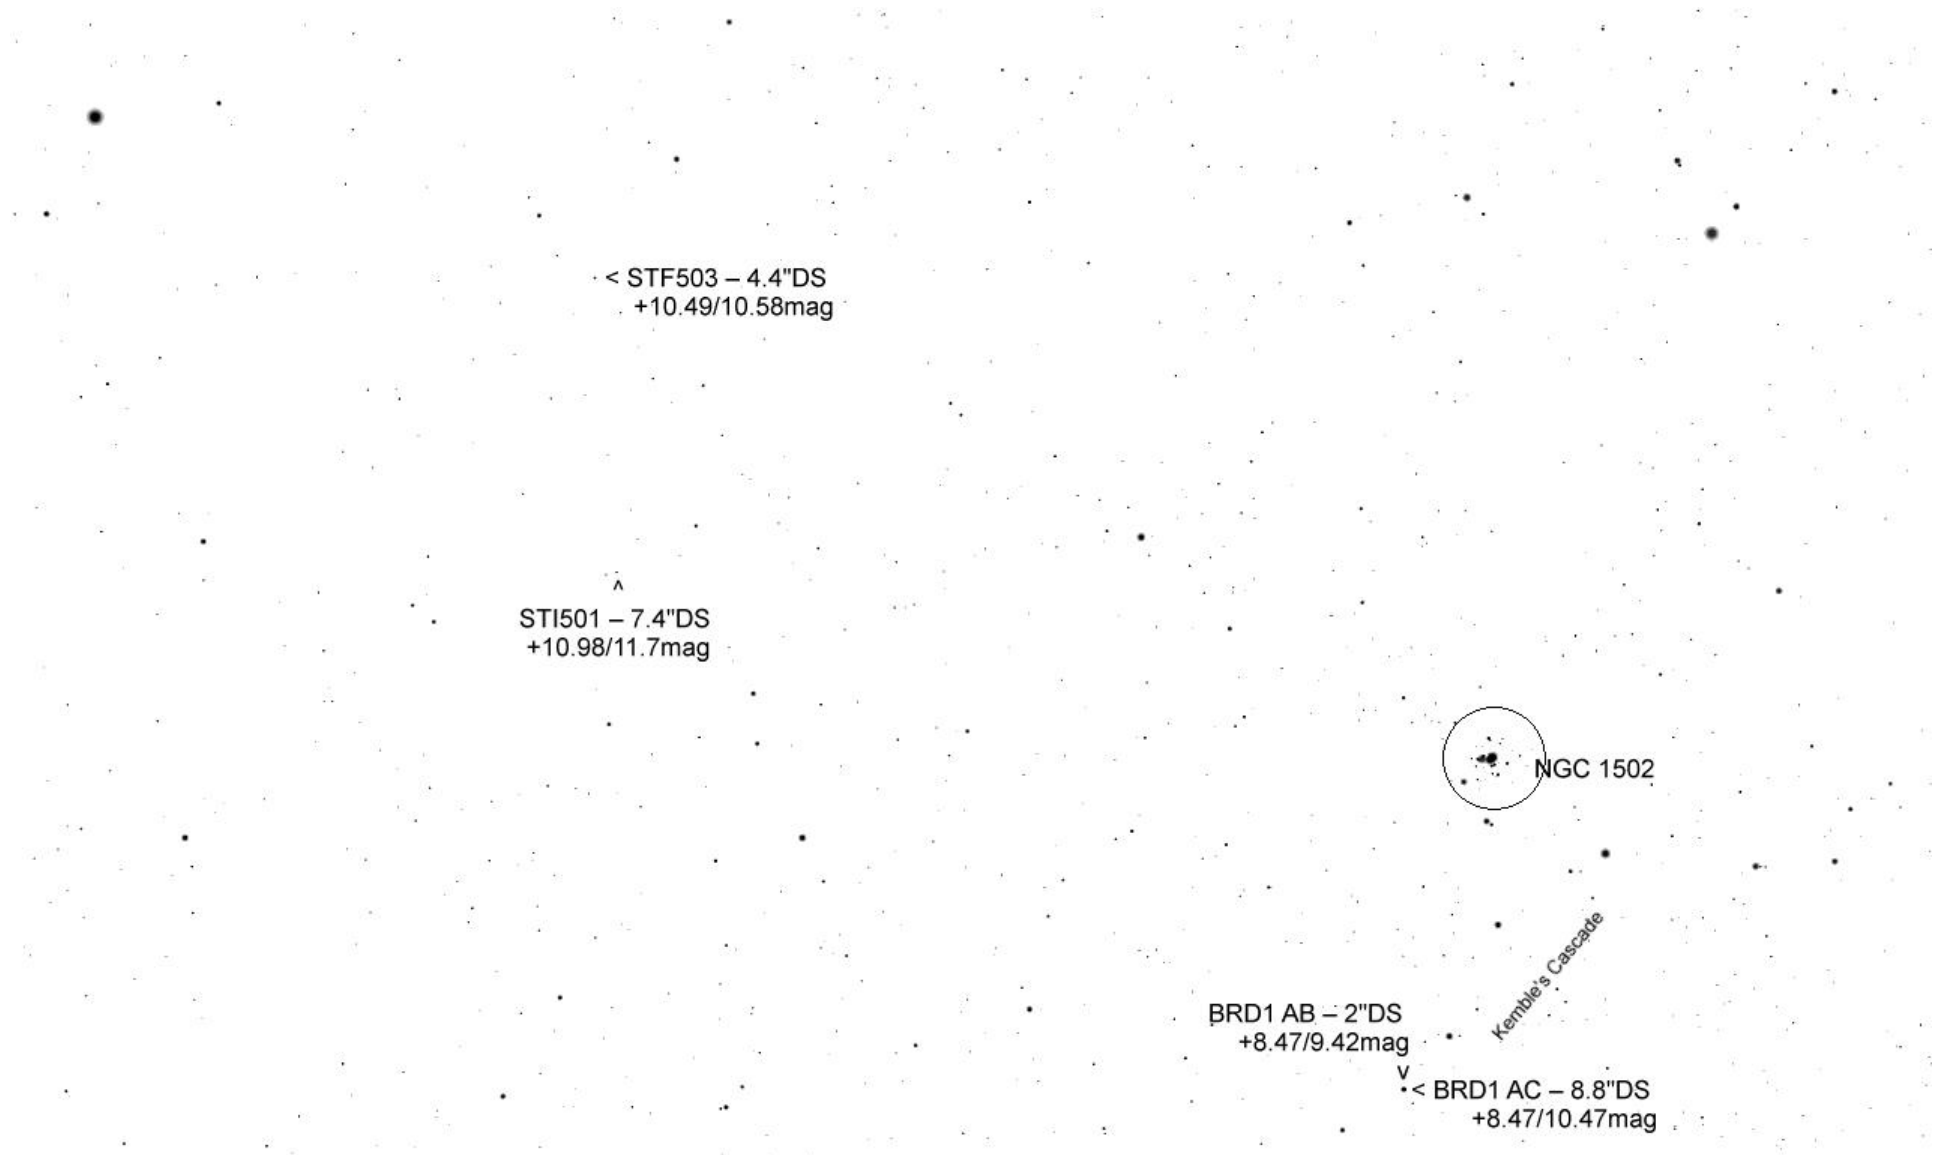 < STF503 – 4.4"DS
+10.49/10.58mag
^
STI501 – 7.4"DS
+10.98/11.7mag
NGC 1502
Kemble's Cascade
BRD1 AB – 2"DS
+8.47/9.42mag
v
< BRD1 AC – 8.8"DS
+8.47/10.47mag